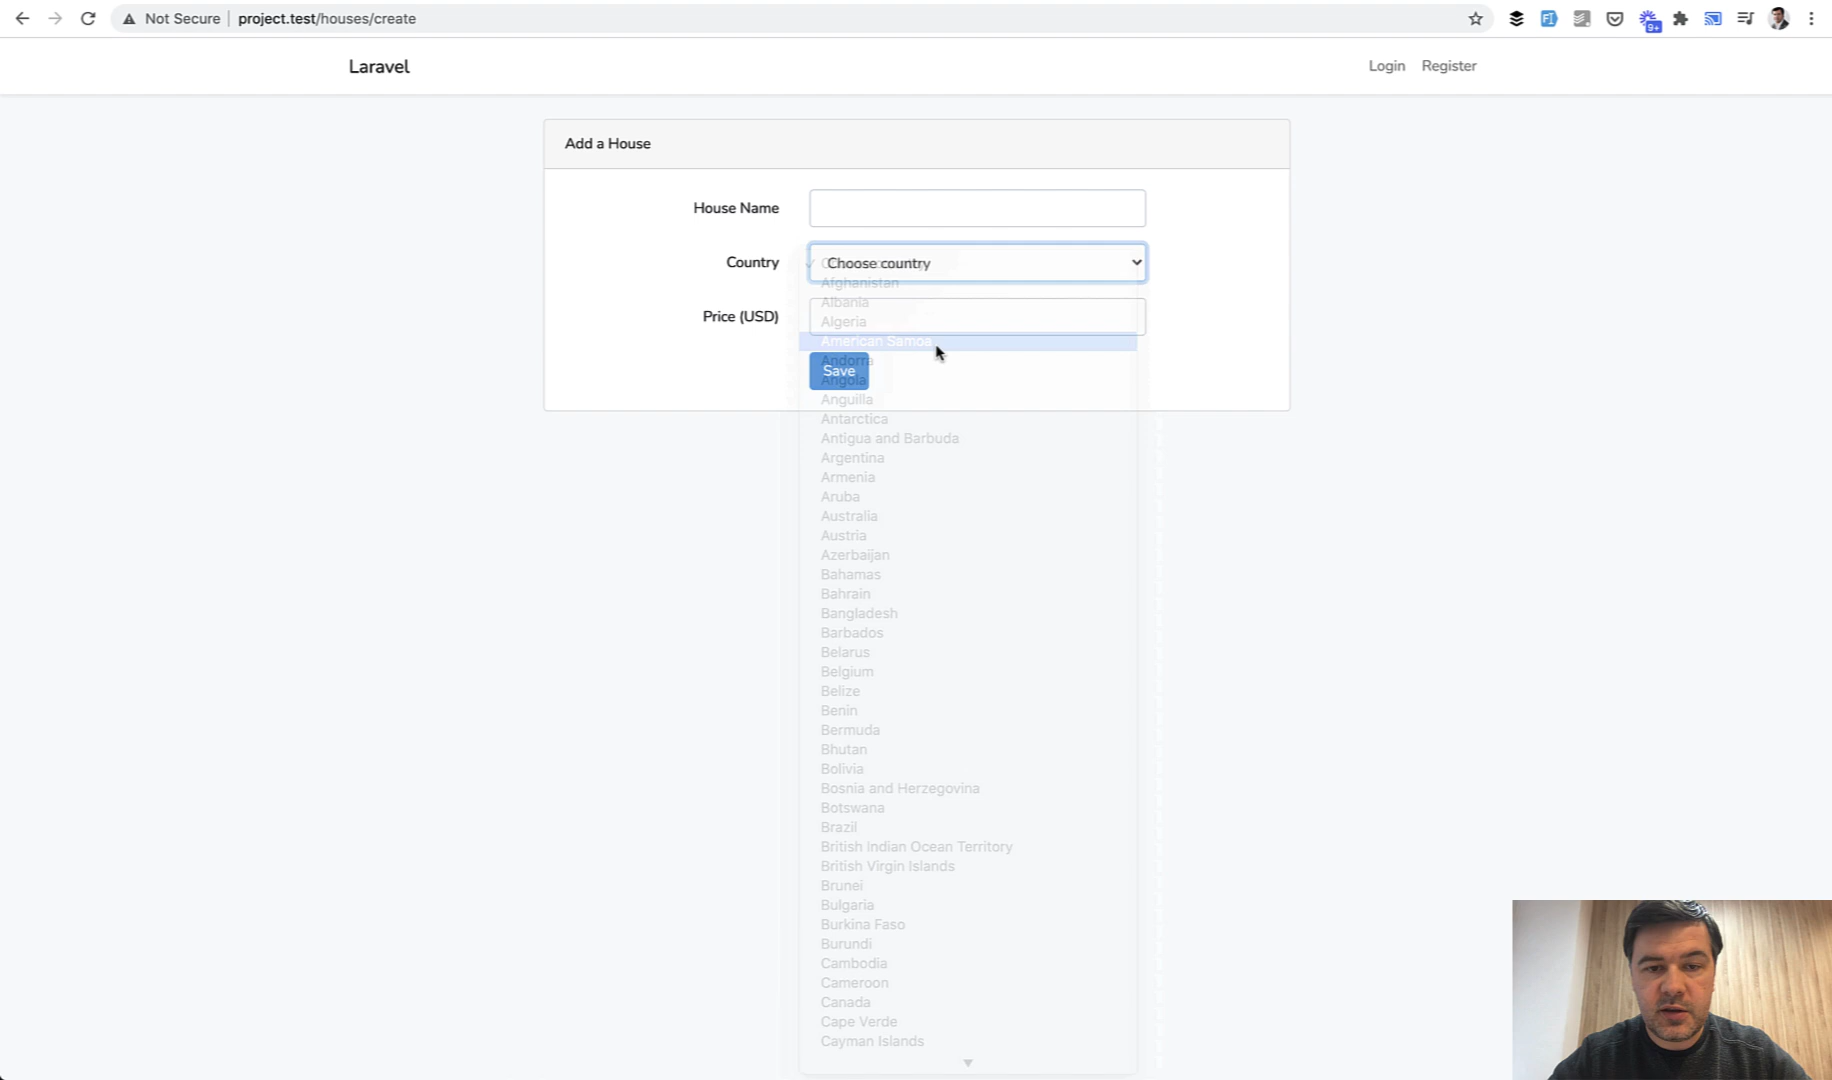 Not Secure
project.test/houses/create
9+
Laravel
Login
Register
Add a House
House Name
Country
Choose country
Afghanistan
Price (USD)
Albania
Algeria
American Samoa
Andorra
Save
Angola
Anguilla
Antarctica
Antigua and Barbuda
Argentina
Armenia
Aruba
Australia
Austria
Azerbaijan
Bahamas
Bahrain
Bangladesh
Barbados
Belarus
Belgium
Belize
Benin
Bermuda
Bhutan
Bolivia
Bosnia and Herzegovina
Botswana
Brazil
British Indian Ocean Territory
British Virgin Islands
Brunei
Bulgaria
Burkina Faso
Burundi
Cambodia
Cameroon
Canada
Cape Verde
Cayman Islands